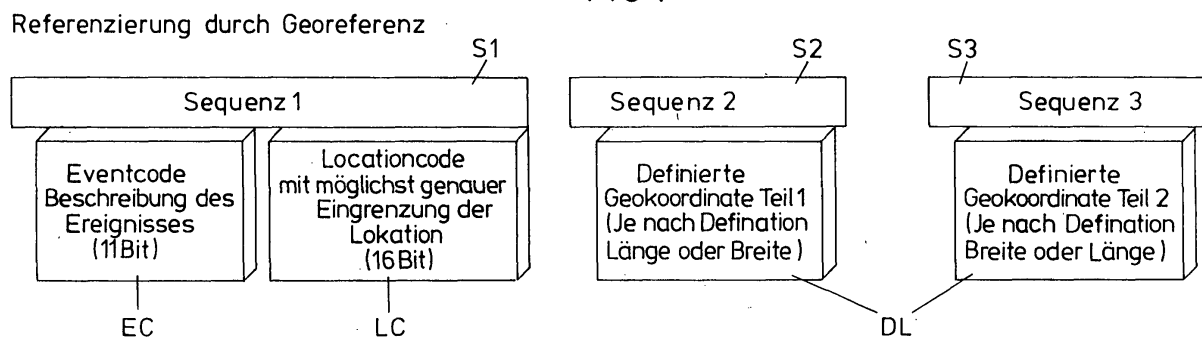 Referenzierung durch Georeferenz
S1
S2
S3
Sequenz 1
Sequenz 2
Sequenz 3
Eventcode
Beschreibung des
Ereignisses
(11Bit)
Locationcode
mit möglichst genauer
Eingrenzung der
Lokation
(16Bit)
Definierte
Geokoordinate Teil 1
(Je nach Defination
Länge oder Breite)
Definierte
Geokoordinate Teil 2
(Je nach Defination
Breite oder Länge)
EC
LC
DL